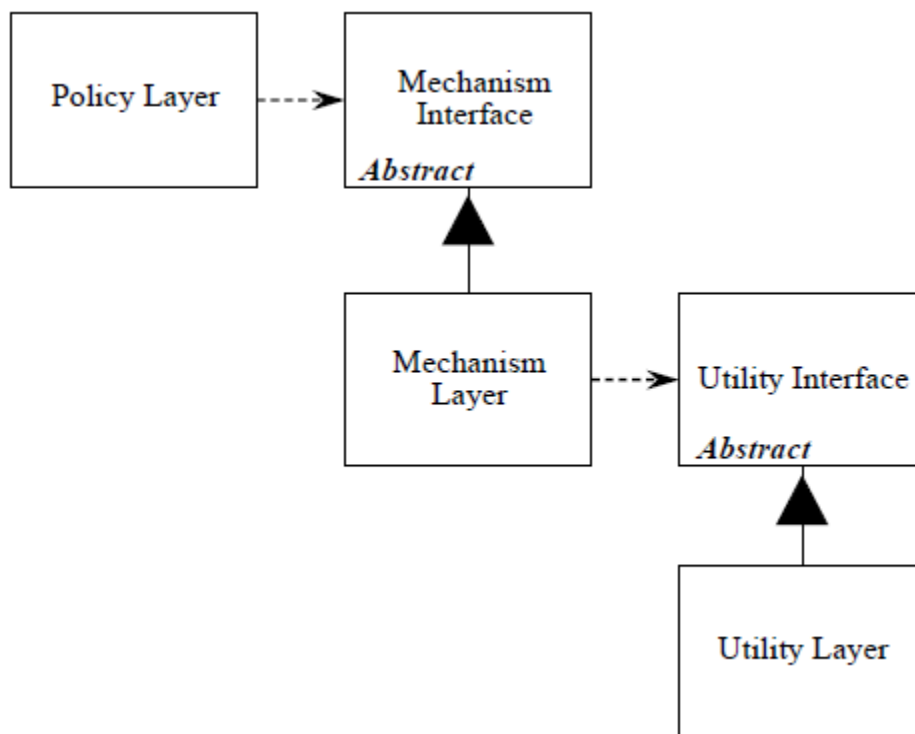 Policy Layer
Mechanism
Interface
Abstract
Mechanism
Layer
Utility Interface
Abstract
Utility Layer